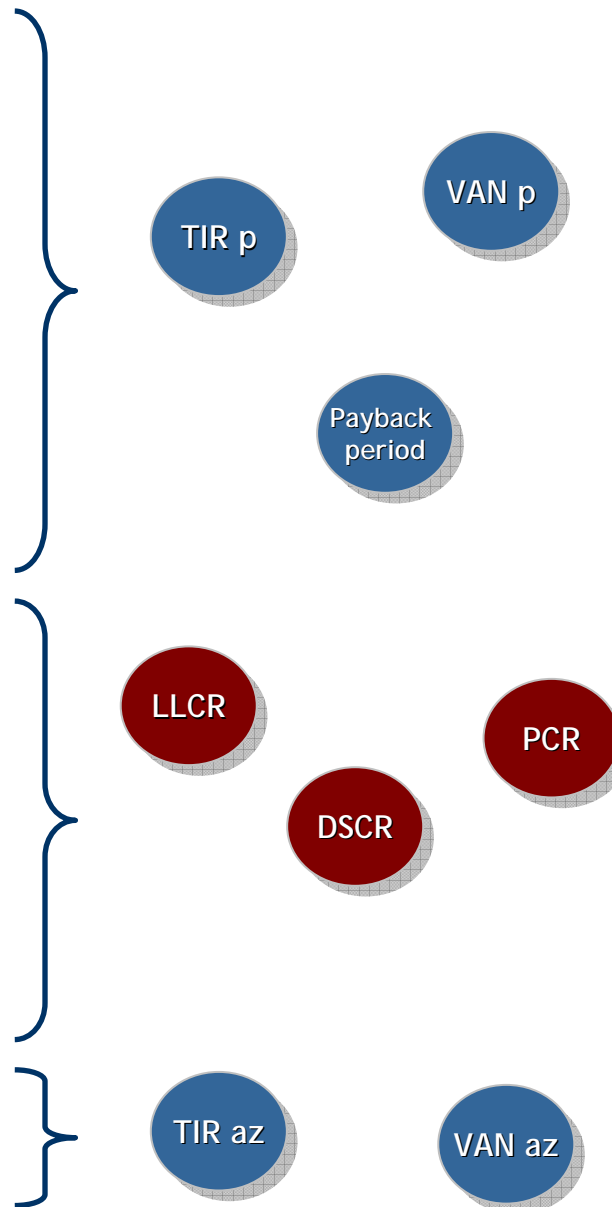 TIR p
VAN p
Payback
period
LLCR
PCR
DSCR
TIR az
VAN az